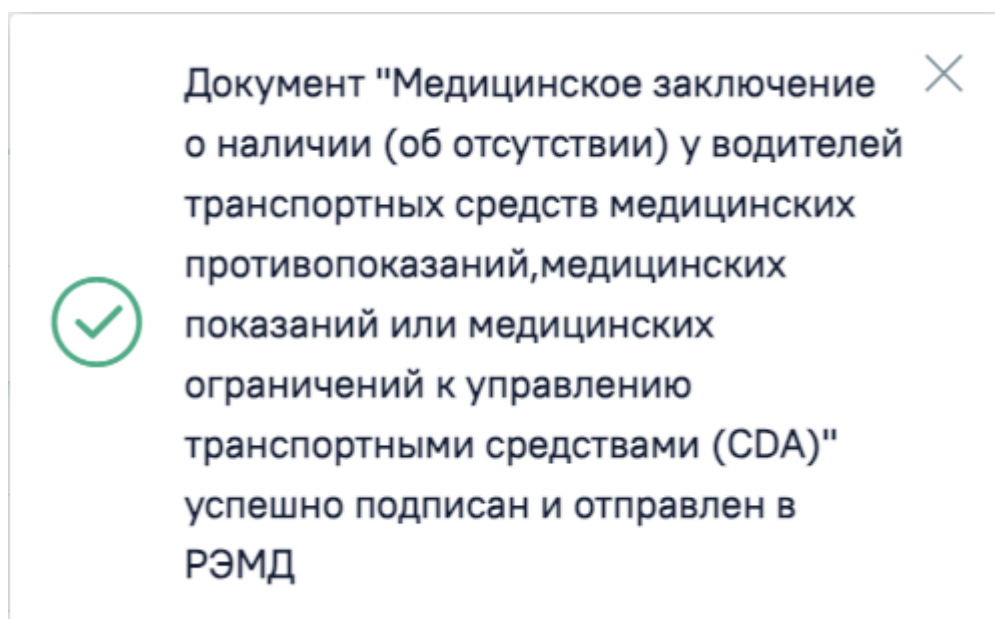 Документ "Медицинское заключение
о наличии (об отсутствии) у водителей
транспортных средств медицинских
противопоказаний,медицинских
показаний или медицинских
ограничений к управлению
транспортными средствами (CDA)"
успешно подписан и отправлен в
РЭМД